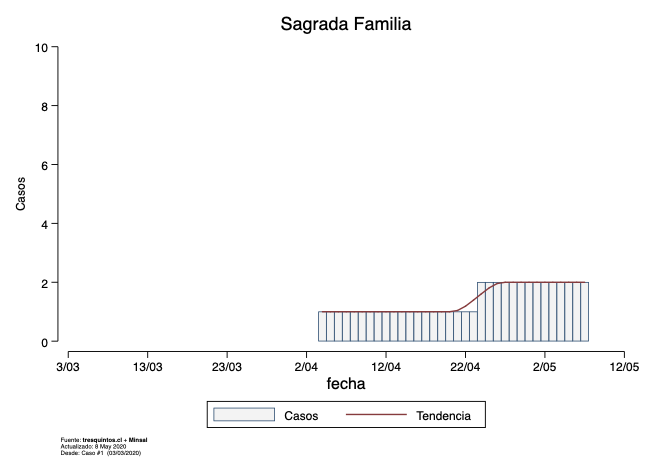 Sagrada Familia
10
8
6
4
2
0
Casos
3/03 13/03 23/03 2/04 12/04 22/04 2/05 12/05
fecha
Casos Tendencia
Fuente: tresquintos.cl + Minsal
Actualizado: 8 May 2020
Desde: Caso #1 (03/03/2020)